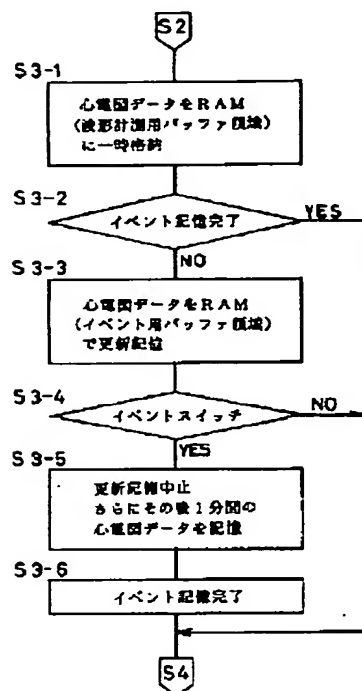 S2
S3-1
心電図データをRAM
(波形計測用バッファ領域)
に一時格納
S3-2
イベント記憶完了
YES
NO
S3-3
心電図データをRAM
(イベント用バッファ領域)
で更新記憶
S3-4
イベントスイッチ
NO
YES
S3-5
更新記憶中止
さらにその後1分間の
心電図データを記憶
S3-6
イベント記憶完了
S4